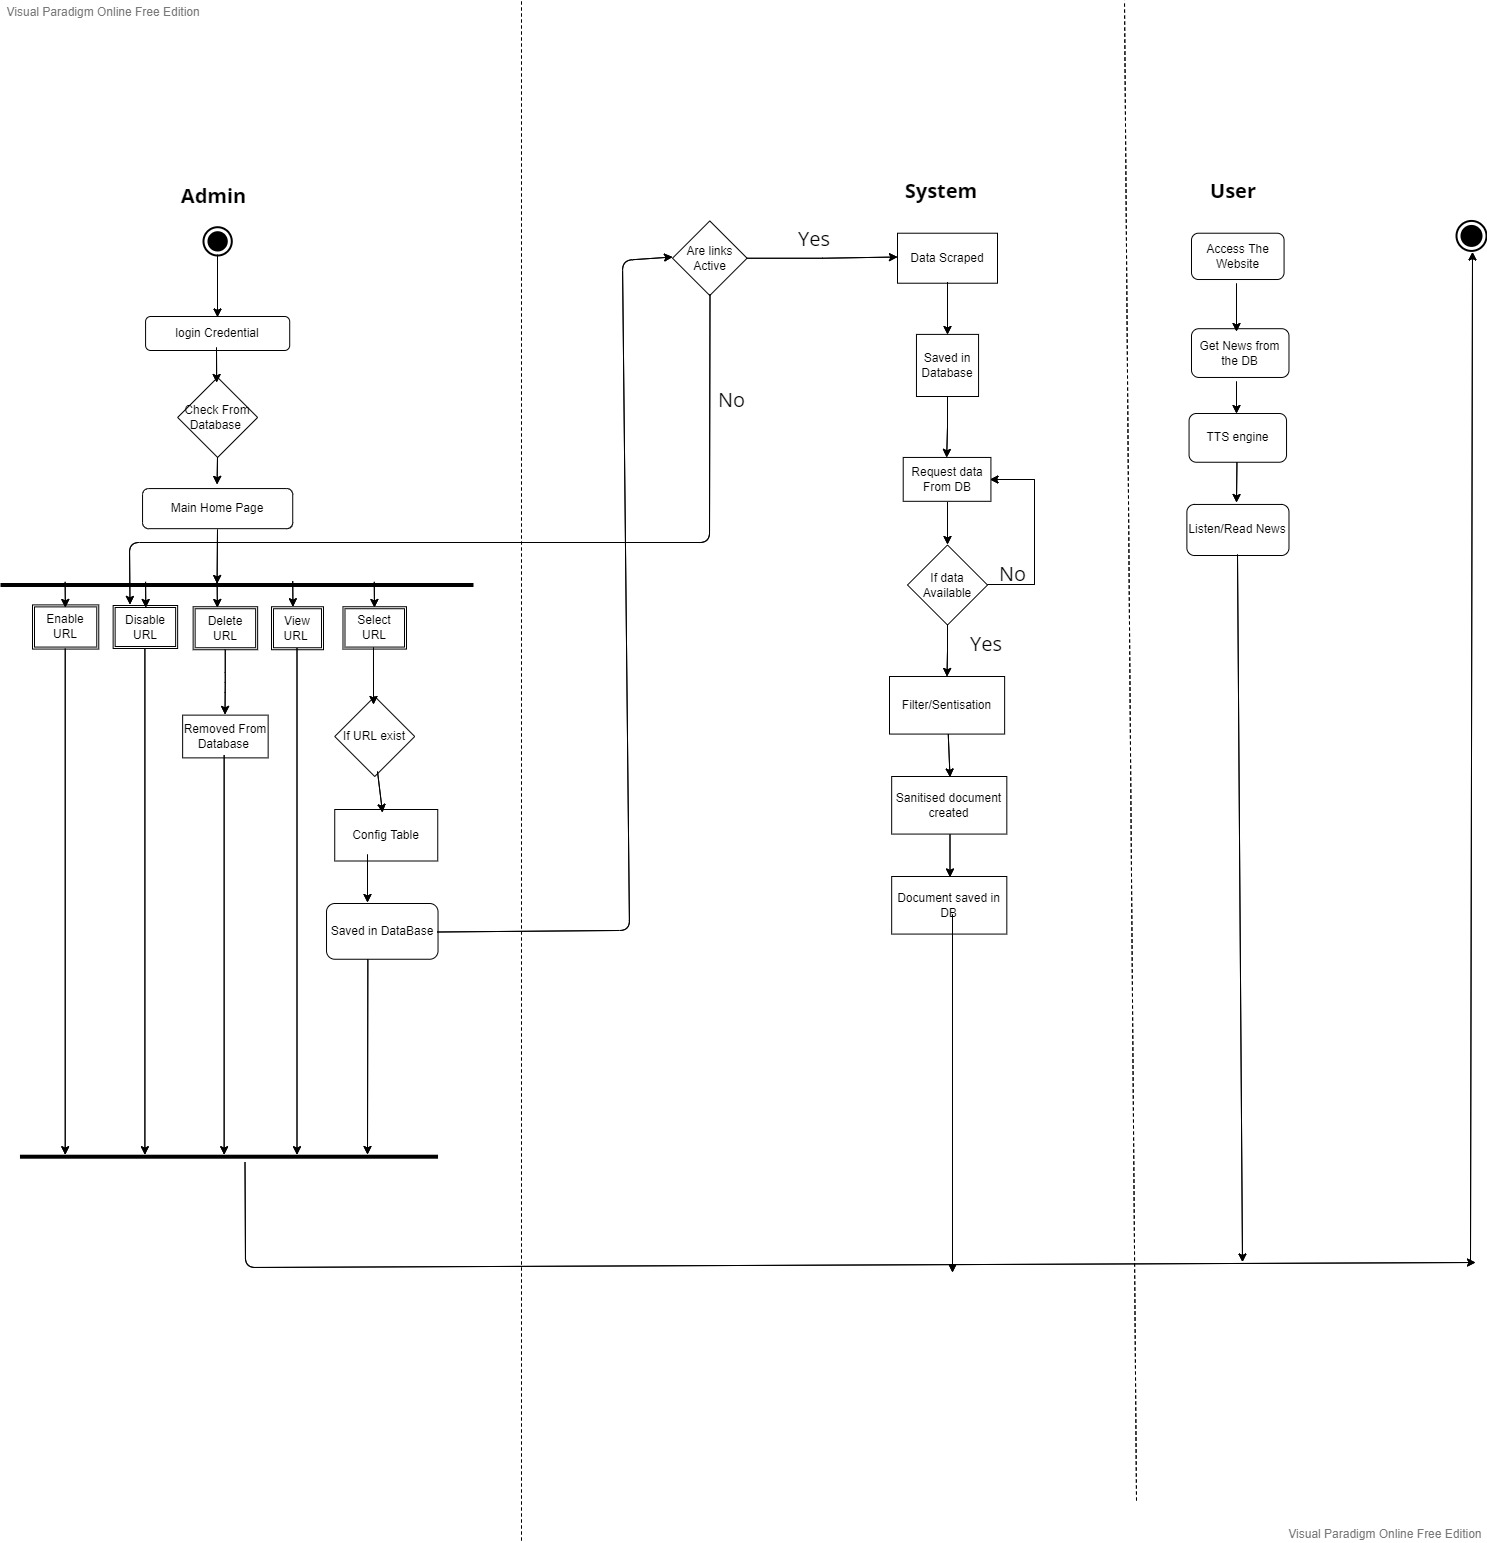 Visual Paradigm Online Free Edition
Admin
login Credential
Check From
Database
Main Home Page
Enable
URL
Disable
URL
Delete
URL
View
URL
Select
URL
Removed From
Database
If URL exist
Config Table
Saved in DataBase
System
Are links
Active
Yes
No
Data Scraped
Saved in
Database
Request data
From DB
If data
Available
No
Yes
Filter/Sentisation
Sanitised document
created
Document saved in
DB
User
Access The
Website
Get News from
the DB
TTS engine
Listen/Read News
Visual Paradigm Online Free Edition